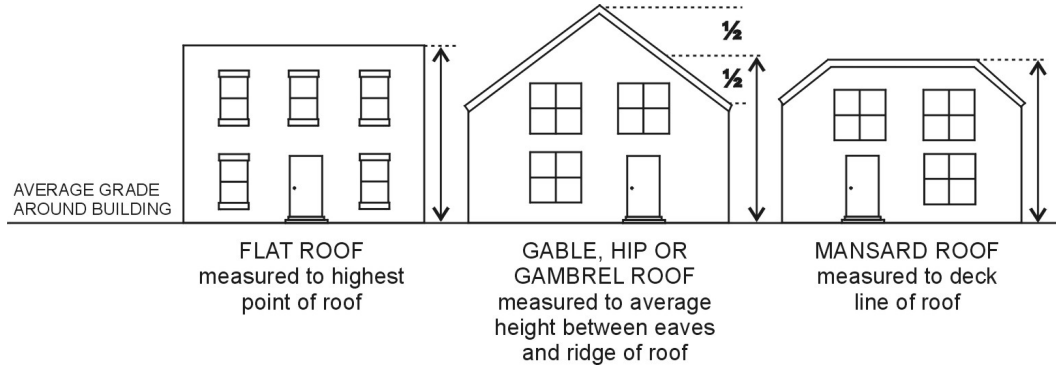 ½
½
AVERAGE GRADE
AROUND BUILDING
FLAT ROOF
measured to highest
point of roof
GABLE, HIP OR
GAMBREL ROOF
measured to average
height between eaves
and ridge of roof
MANSARD ROOF
measured to deck
line of roof